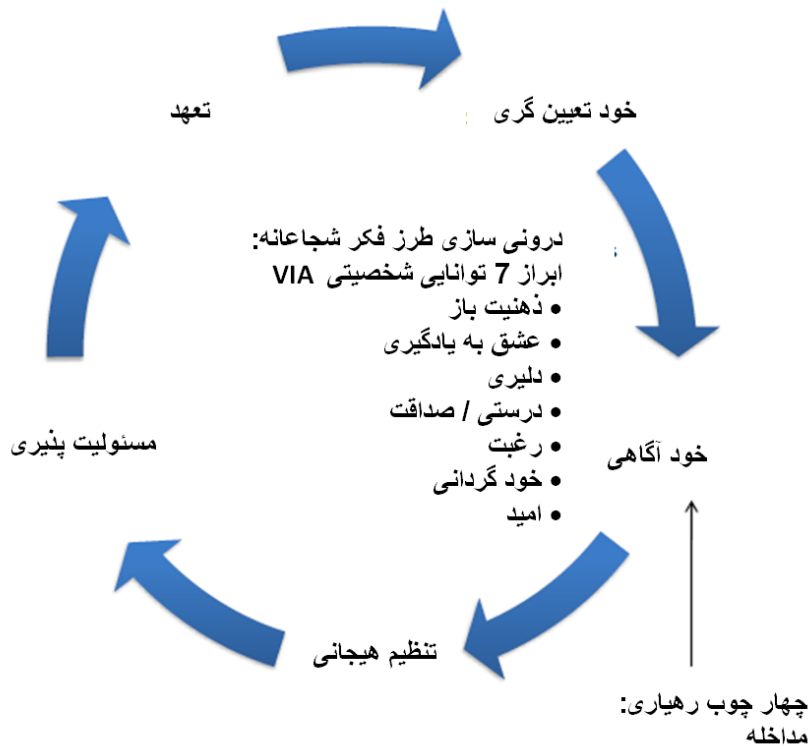 تعهد
خود تعیین گری
درونی سازی طرز فکر شجاعانه:
ابراز 7 توانایی شخصیتی VIA
• ذهنیت باز
• عشق به یادگیری
• دلیری
• درستی / صداقت
• رغبت
• خود گردانی
• امید
خود آگاهی
مسئولیت پذیری
تنظیم هیجانی
چهار چوب رهیاری:
مداخله